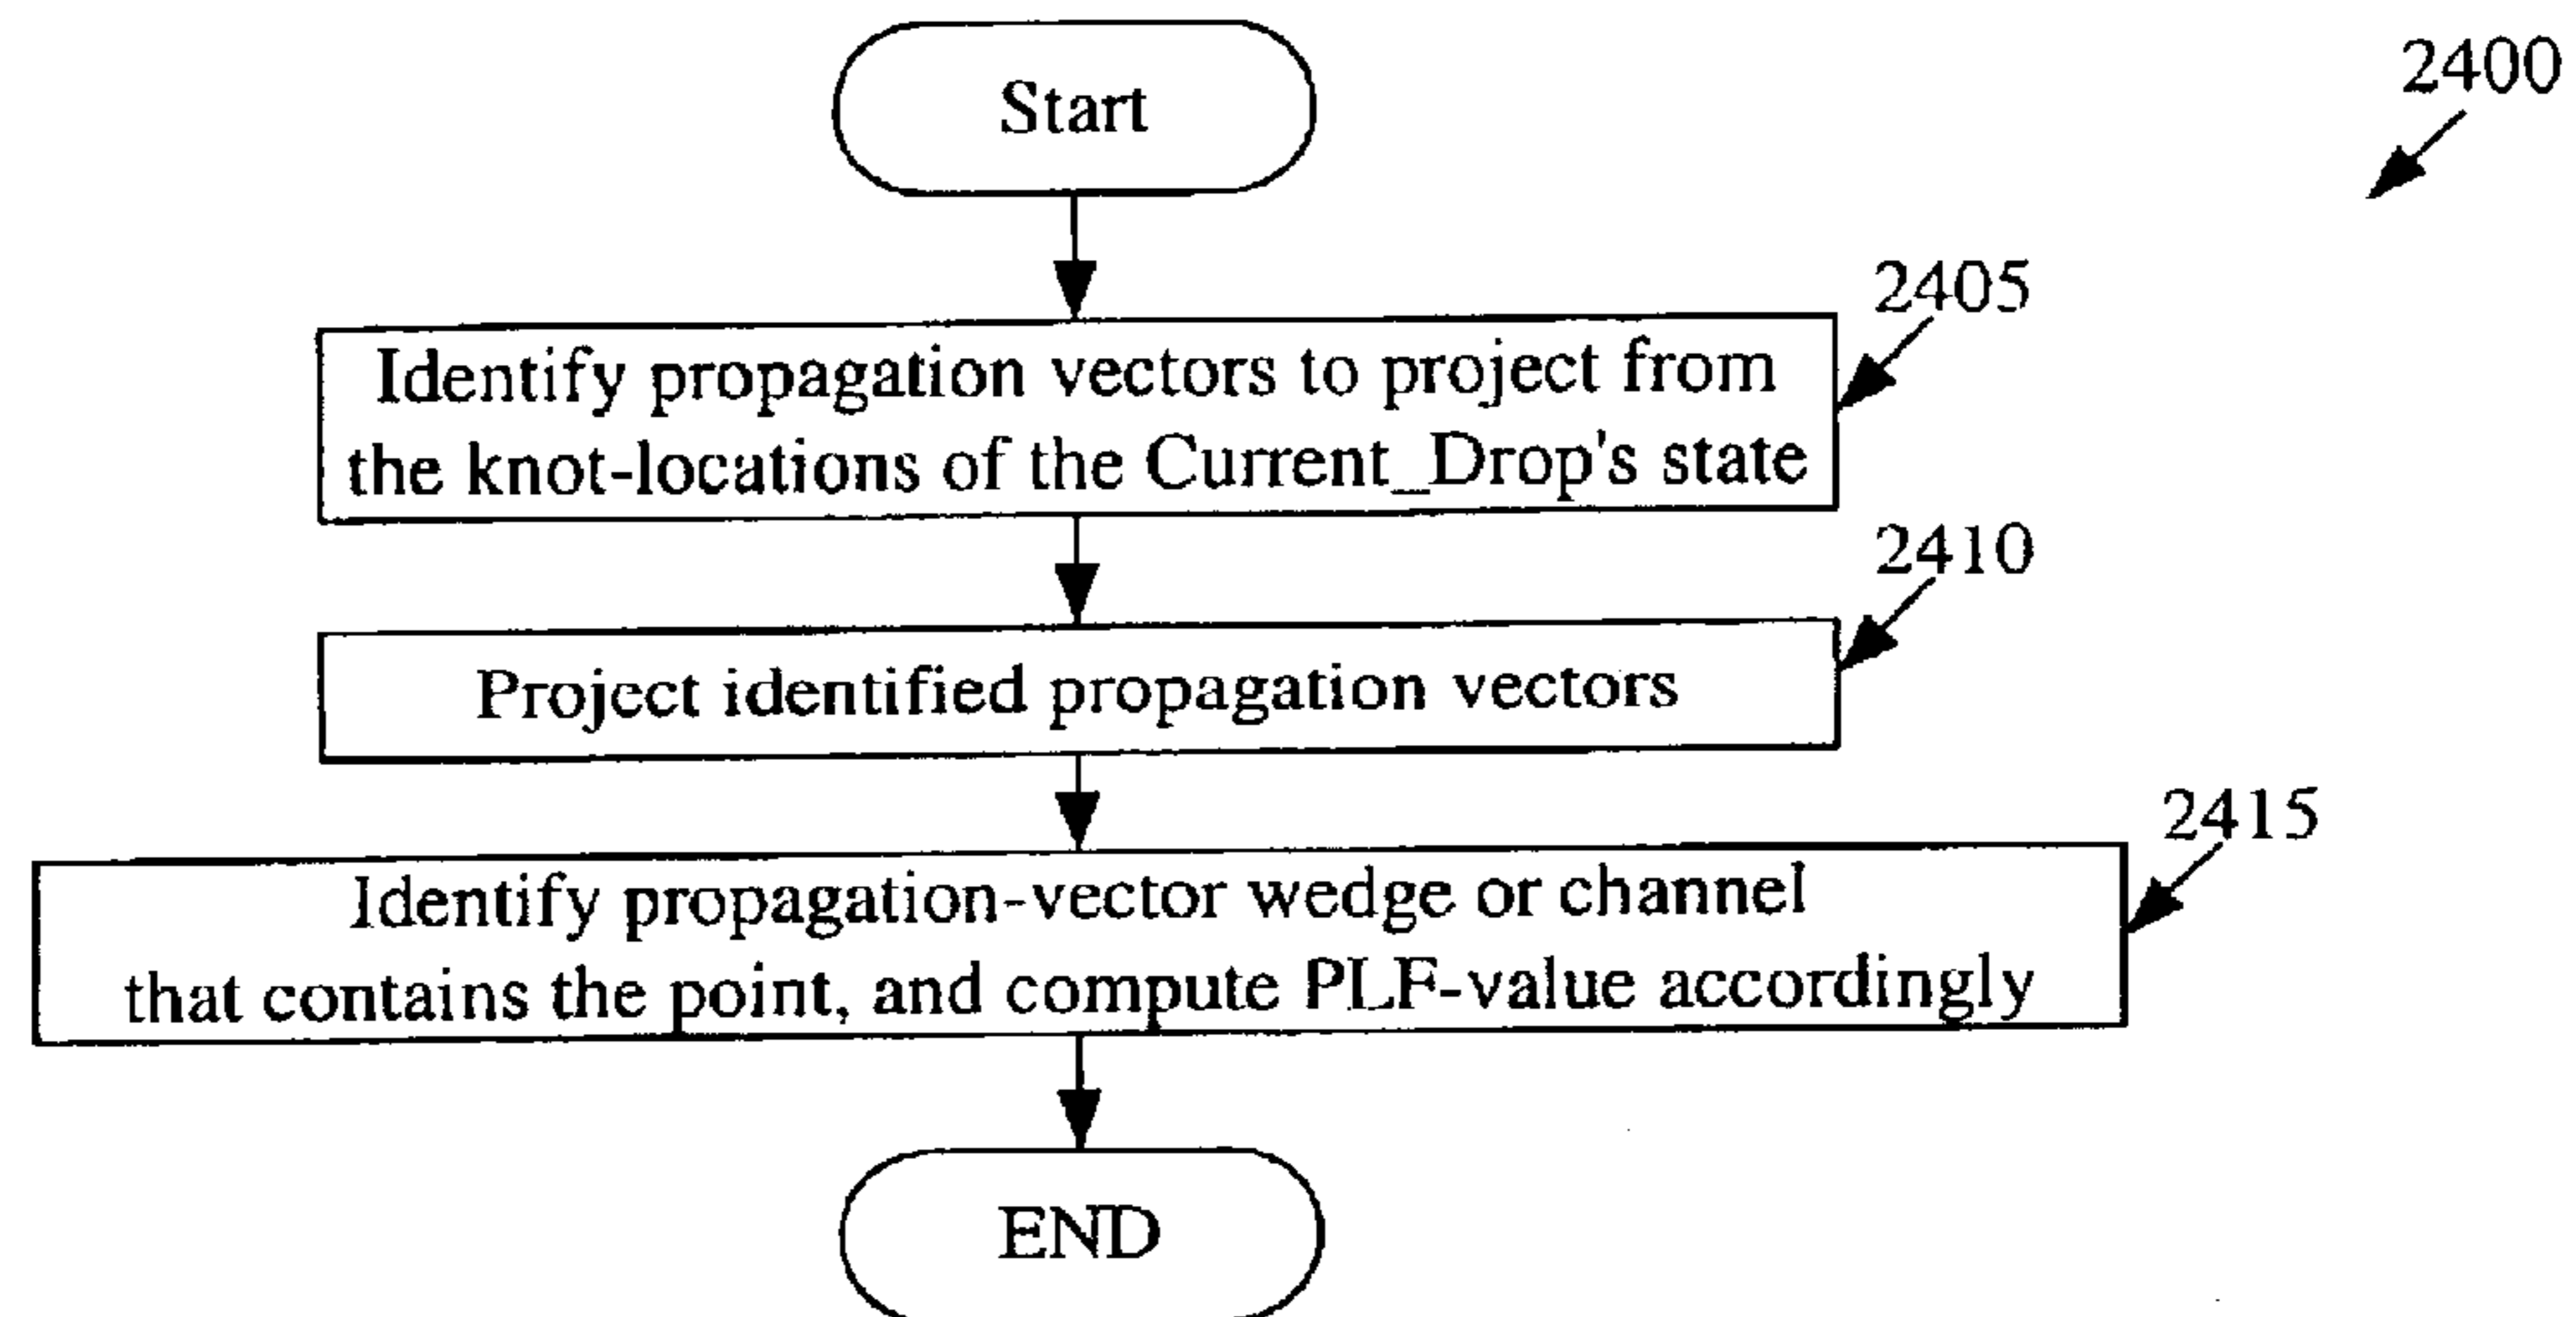 Start
2400
2405
Identify propagation vectors to project from
the knot-locations of the Current_Drop's state
2410
Project identified propagation vectors
2415
Identify propagation-vector wedge or channel
that contains the point, and compute PLF-value accordingly
END